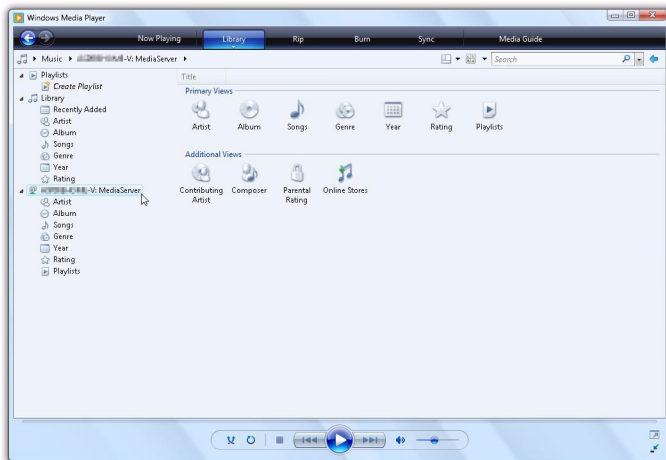 Windows Media Player
Now Playing Library Rip Burn Sync Media Guide
Music -V: MediaServer Search
Playlists
Create Playlist
Library
Recently Added
Artist
Album
Songs
Genre
Year
Rating
-V: MediaServer
Artist
Album
Songs
Genre
Year
Rating
Playlists
Title
Primary Views
Artist Album Songs Genre Year Rating Playlists
Additional Views
Contributing Artist Composer Parental Rating Online Stores